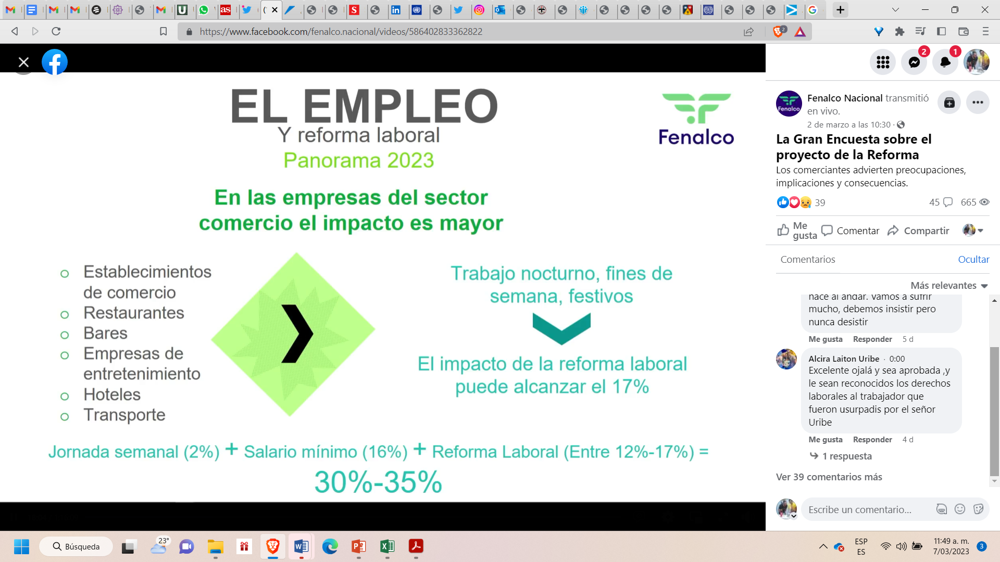 https://www.facebook.com/fenalco.nacional/videos/586402833362822
2
2
1
EL EMPLEO
Y reforma laboral
Panorama 2023
Fenalco
En las empresas del sector
comercio el impacto es mayor
Establecimientos
de comercio
Restaurantes
Bares
Empresas de
entretenimiento
Hoteles
Transporte
Trabajo nocturno, fines de
semana, festivos
El impacto de la reforma laboral
puede alcanzar el 17%
Jornada semanal (2%) + Salario mínimo (16%) + Reforma Laboral (Entre 12%-17%) =
30%-35%
Fenalco
Fenalco Nacional transmitió
en vivo.
2 de marzo a las 10:30 ·
La Gran Encuesta sobre el
proyecto de la Reforma
Los comerciantes advierten preocupaciones,
implicaciones y consecuencias.
39
45
665
Me
gusta
Comentar
Compartir
Comentarios
Ocultar
Más relevantes
hace al andar. Vamos a sufrir
mucho, debemos insistir pero
nunca desistir
Me gusta Responder 5 d
Alcira Laiton Uribe · 0:00
Excelente ojalá y sea aprobada ,y
le sean reconocidos los derechos
laborales al trabajador que
fueron usurpadis por el señor
Uribe
Me gusta Responder 4 d
1 respuesta
Ver 39 comentarios más
Escribe un comentario...
Búsqueda
23°
ESP
ES
11:49 a. m.
7/03/2023
3